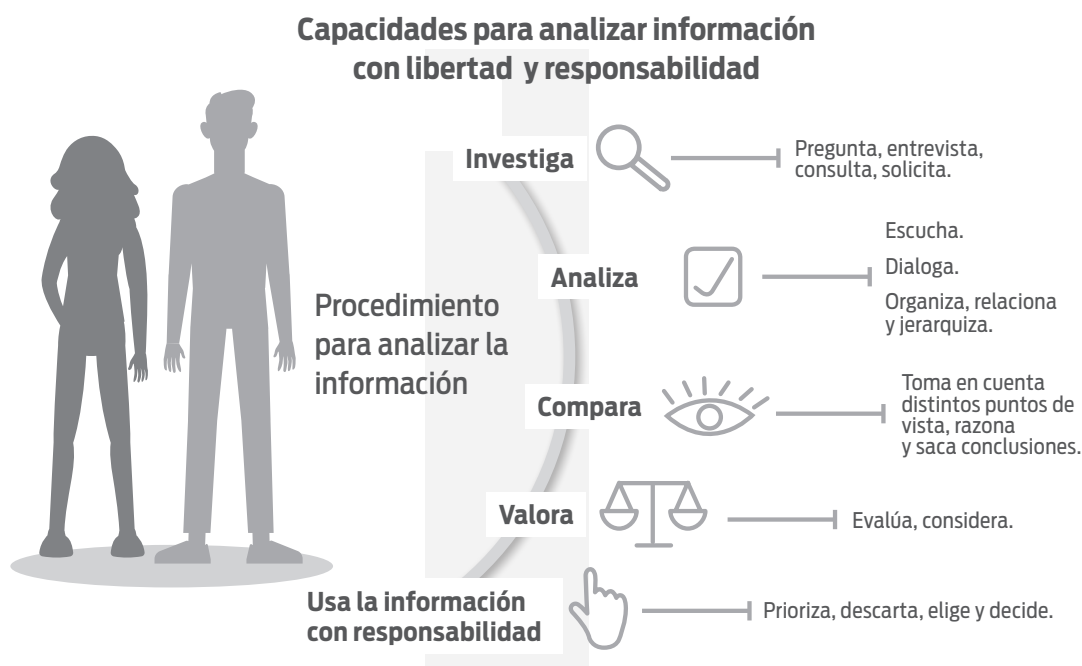 Capacidades para analizar información
con libertad y responsabilidad
Procedimiento
para analizar la
información
Investiga
Pregunta, entrevista,
consulta, solicita.
Analiza
Escucha.
Dialoga.
Organiza, relaciona
y jerarquiza.
Compara
Toma en cuenta
distintos puntos de
vista, razona
y saca conclusiones.
Valora
Evalúa, considera.
Usa la información
con responsabilidad
Prioriza, descarta, elige y decide.